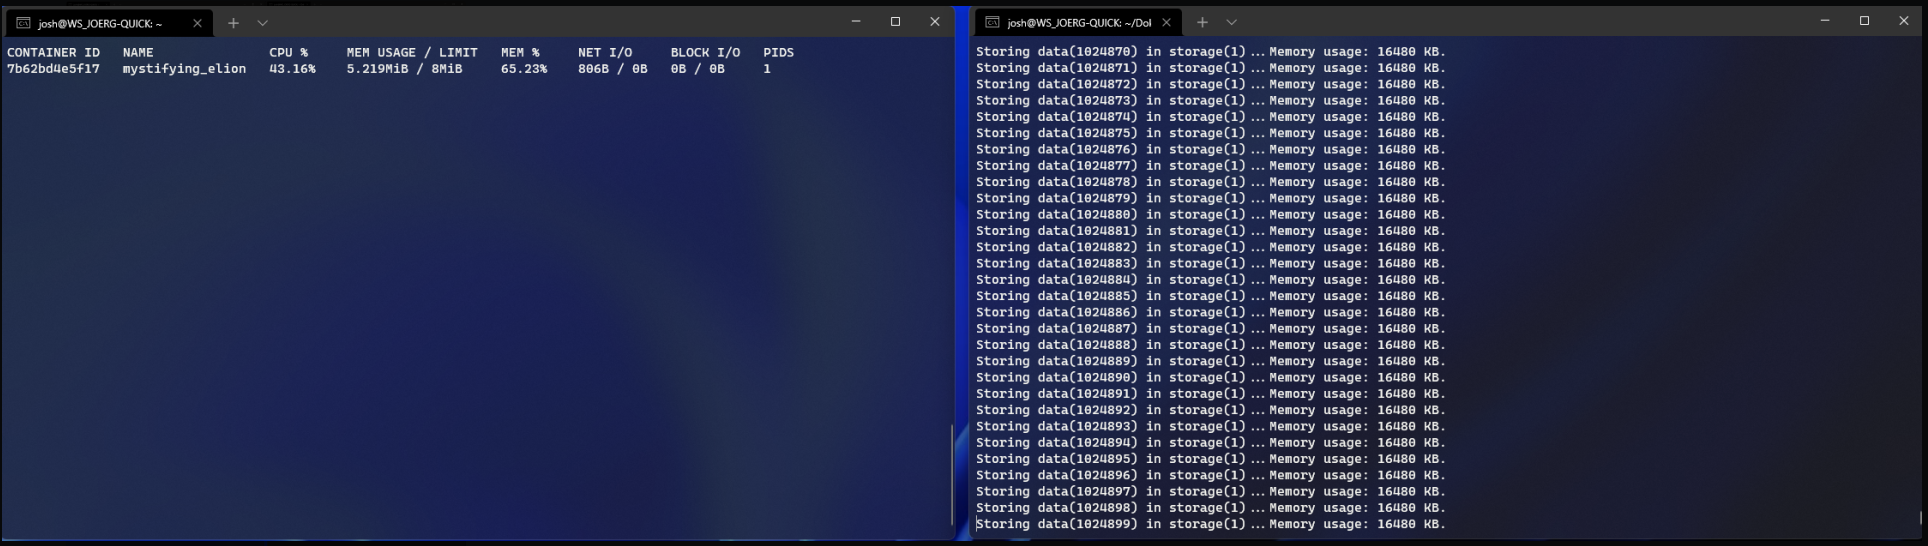 josh@WS_JOERG-QUICK: ~
CONTAINER ID NAME CPU % MEM USAGE / LIMIT MEM % NET I/O BLOCK I/O PIDS
7b62bd4e5f17 mystifying_elion 43.16% 5.219MiB / 8MiB 65.23% 806B / 0B 0B / 0B 1
josh@WS_JOERG-QUICK: ~/Dok
Storing data(1024870) in storage(1)...Memory usage: 16480 KB.
Storing data(1024871) in storage(1)...Memory usage: 16480 KB.
Storing data(1024872) in storage(1)...Memory usage: 16480 KB.
Storing data(1024873) in storage(1)...Memory usage: 16480 KB.
Storing data(1024874) in storage(1)...Memory usage: 16480 KB.
Storing data(1024875) in storage(1)...Memory usage: 16480 KB.
Storing data(1024876) in storage(1)...Memory usage: 16480 KB.
Storing data(1024877) in storage(1)...Memory usage: 16480 KB.
Storing data(1024878) in storage(1)...Memory usage: 16480 KB.
Storing data(1024879) in storage(1)...Memory usage: 16480 KB.
Storing data(1024880) in storage(1)...Memory usage: 16480 KB.
Storing data(1024881) in storage(1)...Memory usage: 16480 KB.
Storing data(1024882) in storage(1)...Memory usage: 16480 KB.
Storing data(1024883) in storage(1)...Memory usage: 16480 KB.
Storing data(1024884) in storage(1)...Memory usage: 16480 KB.
Storing data(1024885) in storage(1)...Memory usage: 16480 KB.
Storing data(1024886) in storage(1)...Memory usage: 16480 KB.
Storing data(1024887) in storage(1)...Memory usage: 16480 KB.
Storing data(1024888) in storage(1)...Memory usage: 16480 KB.
Storing data(1024889) in storage(1)...Memory usage: 16480 KB.
Storing data(1024890) in storage(1)...Memory usage: 16480 KB.
Storing data(1024891) in storage(1)...Memory usage: 16480 KB.
Storing data(1024892) in storage(1)...Memory usage: 16480 KB.
Storing data(1024893) in storage(1)...Memory usage: 16480 KB.
Storing data(1024894) in storage(1)...Memory usage: 16480 KB.
Storing data(1024895) in storage(1)...Memory usage: 16480 KB.
Storing data(1024896) in storage(1)...Memory usage: 16480 KB.
Storing data(1024897) in storage(1)...Memory usage: 16480 KB.
Storing data(1024898) in storage(1)...Memory usage: 16480 KB.
Storing data(1024899) in storage(1)...Memory usage: 16480 KB.